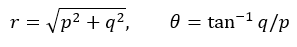 r = √(p² + q²), θ = tan⁻¹ q/p